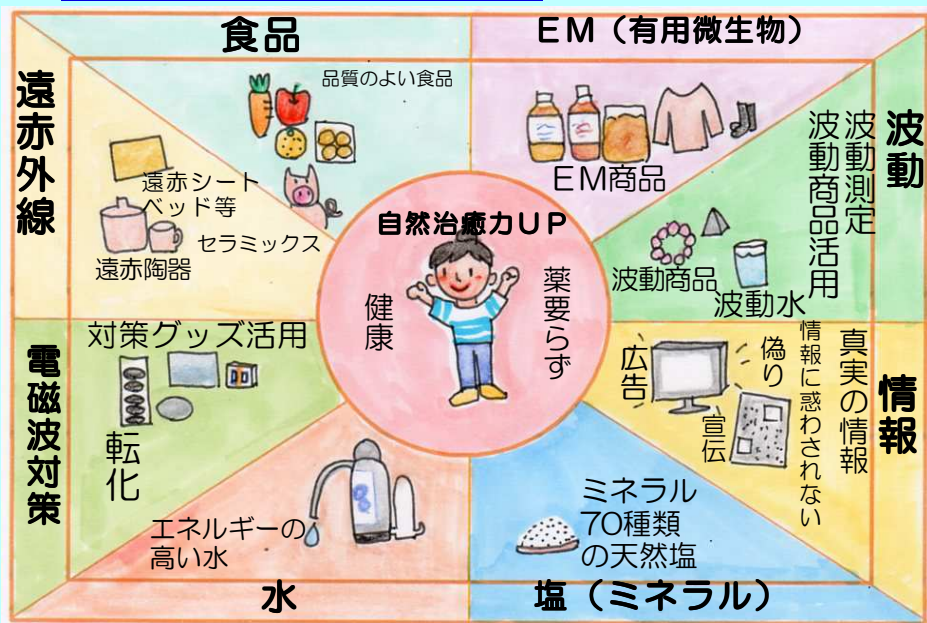 食品
品質のよい食品
EM（有用微生物）
EM商品
波動
波動測定
波動商品活用
波動商品
波動水
遠赤外線
遠赤シート
ベッド等
セラミックス
遠赤陶器
自然治癒力UP
健康
薬要らず
電磁波対策
対策グッズ活用
転化
情報
真実の情報
情報に惑わされない
偽り
広告
宣伝
水
エネルギーの
高い水
塩（ミネラル）
ミネラル
70種類
の天然塩